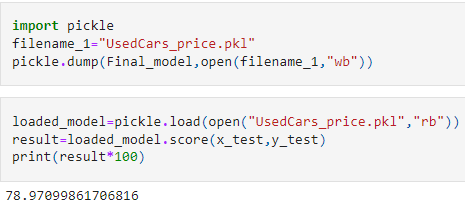 import pickle
filename_1="UsedCars_price.pkl"
pickle.dump(Final_model,open(filename_1,"wb"))
loaded_model=pickle.load(open("UsedCars_price.pkl","rb"))
result=loaded_model.score(x_test,y_test)
print(result*100)
78.97099861706816